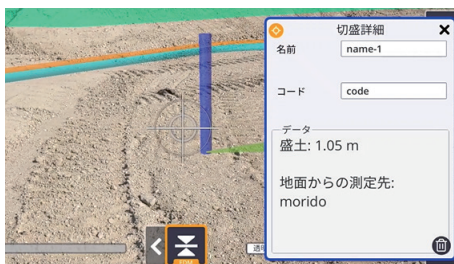 切盛詳細
名前
name-1
コード
code
データ
盛土: 1.05 m
地面からの測定先:
morido